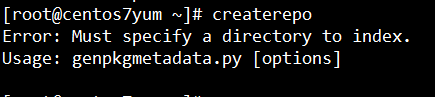 [root@centos7yum ~]# createrepo
Error: Must specify a directory to index.
Usage: genpkgmetadata.py [options]